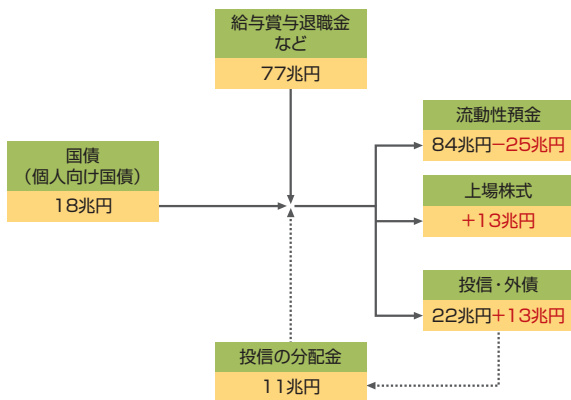 給与賞与退職金
など
77兆円
国債
（個人向け国債）
18兆円
流動性預金
84兆円−25兆円
上場株式
+13兆円
投信・外債
22兆円+13兆円
投信の分配金
11兆円